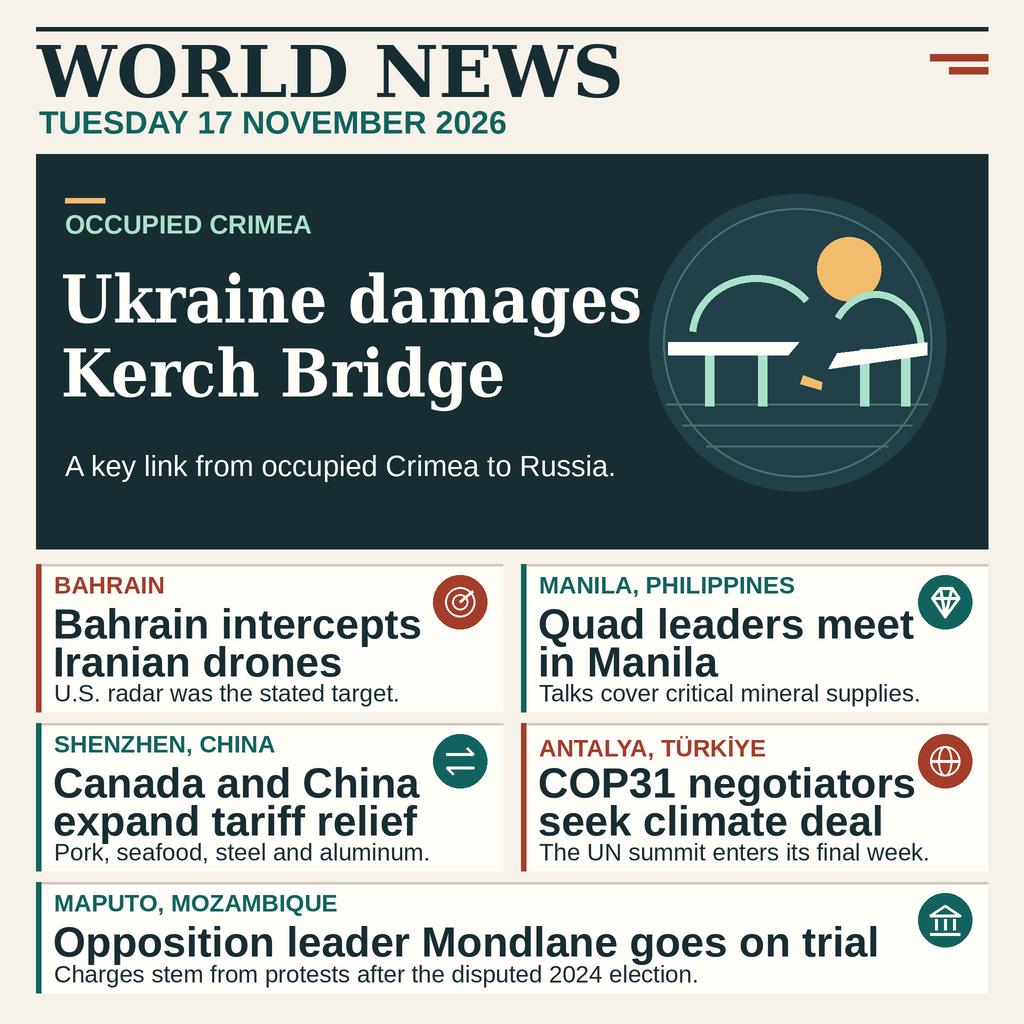 WORLD NEWS
TUESDAY 17 NOVEMBER 2026
OCCUPIED CRIMEA
Ukraine damages
Kerch Bridge
A key link from occupied Crimea to Russia.
BAHRAIN
Bahrain intercepts
Iranian drones
U.S. radar was the stated target.
MANILA, PHILIPPINES
Quad leaders meet
in Manila
Talks cover critical mineral supplies.
SHENZHEN, CHINA
Canada and China
expand tariff relief
Pork, seafood, steel and aluminum.
ANTALYA, TÜRKİYE
COP31 negotiators
seek climate deal
The UN summit enters its final week.
MAPUTO, MOZAMBIQUE
Opposition leader Mondlane goes on trial
Charges stem from protests after the disputed 2024 election.